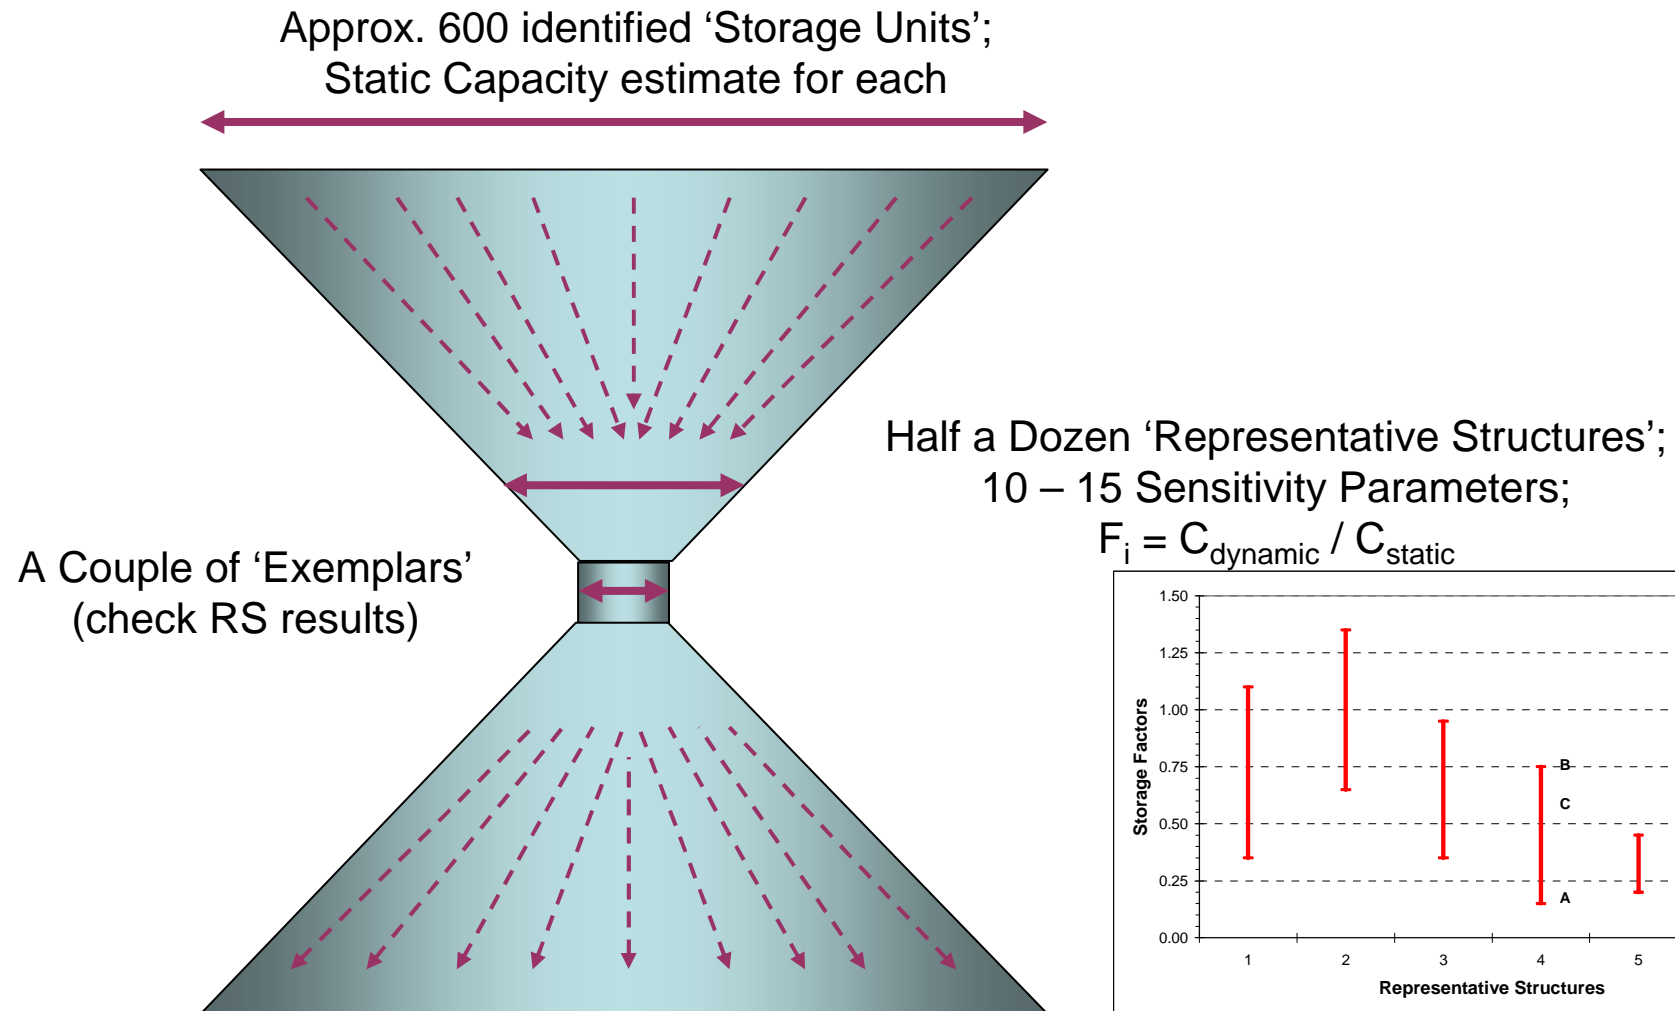 Approx. 600 identified ‘Storage Units’;
Static Capacity estimate for each
Half a Dozen ‘Representative Structures’;
10 – 15 Sensitivity Parameters;
Fi = Cdynamic / Cstatic
A Couple of ‘Exemplars’
(check RS results)
1.50
1.25
1.00
0.75
0.50
0.25
0.00
Storage Factors
B
C
A
1 2 3 4 5
Representative Structures